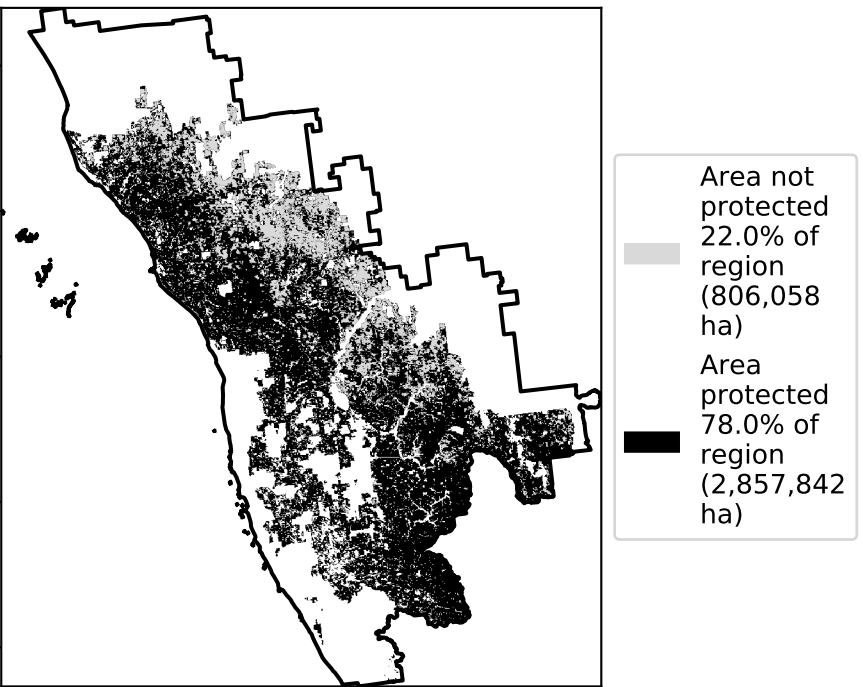 Area not
protected
22.0% of
region
(806,058
ha)
Area
protected
78.0% of
region
(2,857,842
ha)